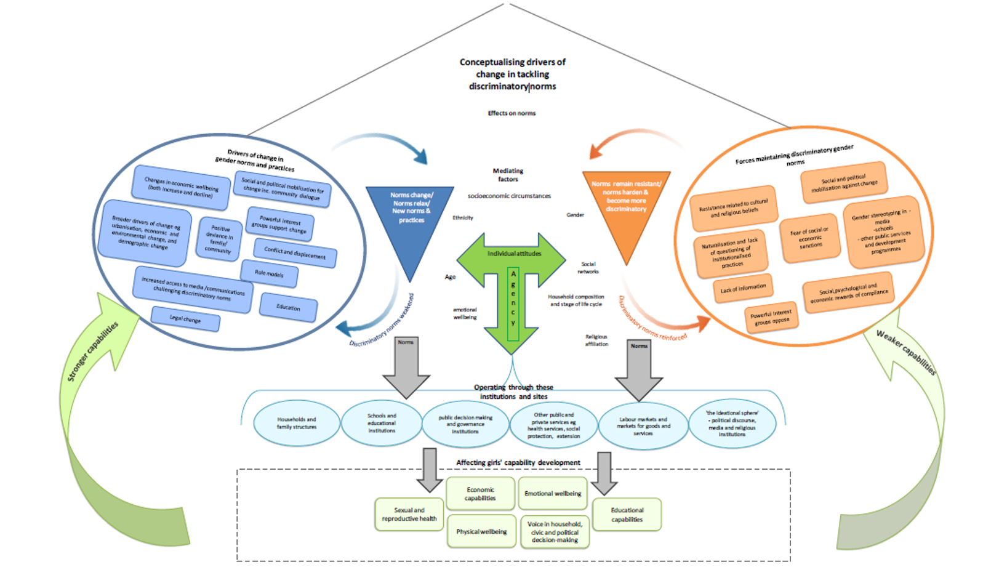 Conceptualising drivers of
change in tackling
discriminatory norms
Effects on norms
Drivers of change in
gender norms and practices
Changes in economic wellbeing
(both increase and decline)
Social and political mobilisation for
change inc. community dialogue
Broader drivers of change eg
urbanisation, economic and
environmental change, and
demographic change
Positive
deviance in
family/
community
Powerful interest
groups support change
Conflict and displacement
Role models
Increased access to media /communications
challenging discriminatory norms
Education
Legal change
Norms change/
Norms relax/
New norms &
practices
Discriminatory norms weakened
Mediating
factors
socioeconomic circumstances
Ethnicity
Gender
Individual attitudes
Agency
Age
Social
networks
emotional
wellbeing
Household composition
and stage of life cycle
Religious
affiliation
Norms remain resistant/
norms harden &
become more
discriminatory
Discriminatory norms reinforced
Forces maintaining discriminatory gender
norms
Social and political
mobilisation against change
Resistance related to cultural
and religious beliefs
Gender stereotyping in -
media
-schools
- other public services
and development
programmes
Fear of social or
economic
sanctions
Naturalisation and lack
of questioning of
institutionalised
practices
Lack of information
Social,psychological and
economic rewards of compliance
Powerful interest
groups oppose
Stronger capabilities
Weaker capabilities
Norms
Norms
Operating through these
institutions and sites
Households and
family structures
Schools and
educational
institutions
public decision making
and governance
institutions
Other public and
private services eg
health services, social
protection, extension
Labour markets and
markets for goods and
services
'the ideational sphere'
- political discourse,
media and religious
institutions
Affecting girls' capability development
Sexual and
reproductive health
Economic
capabilities
Emotional wellbeing
Educational
capabilities
Physical wellbeing
Voice in household,
civic and political
decision-making